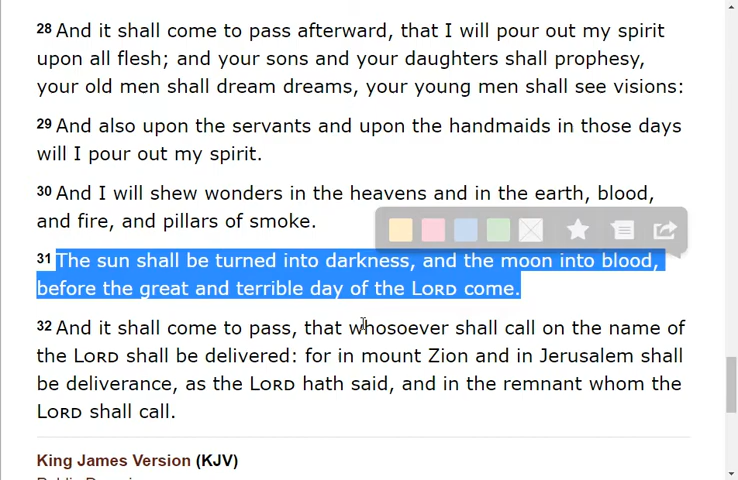 28 And it shall come to pass afterward, that I will pour out my spirit
upon all flesh; and your sons and your daughters shall prophesy,
your old men shall dream dreams, your young men shall see visions:
29 And also upon the servants and upon the handmaids in those days
will I pour out my spirit.
30 And I will shew wonders in the heavens and in the earth, blood,
and fire, and pillars of smoke.
31 The sun shall be turned into darkness, and the moon into blood,
before the great and terrible day of the LORD come.
32 And it shall come to pass, that whosoever shall call on the name of
the LORD shall be delivered: for in mount Zion and in Jerusalem shall
be deliverance, as the LORD hath said, and in the remnant whom the
LORD shall call.
King James Version (KJV)